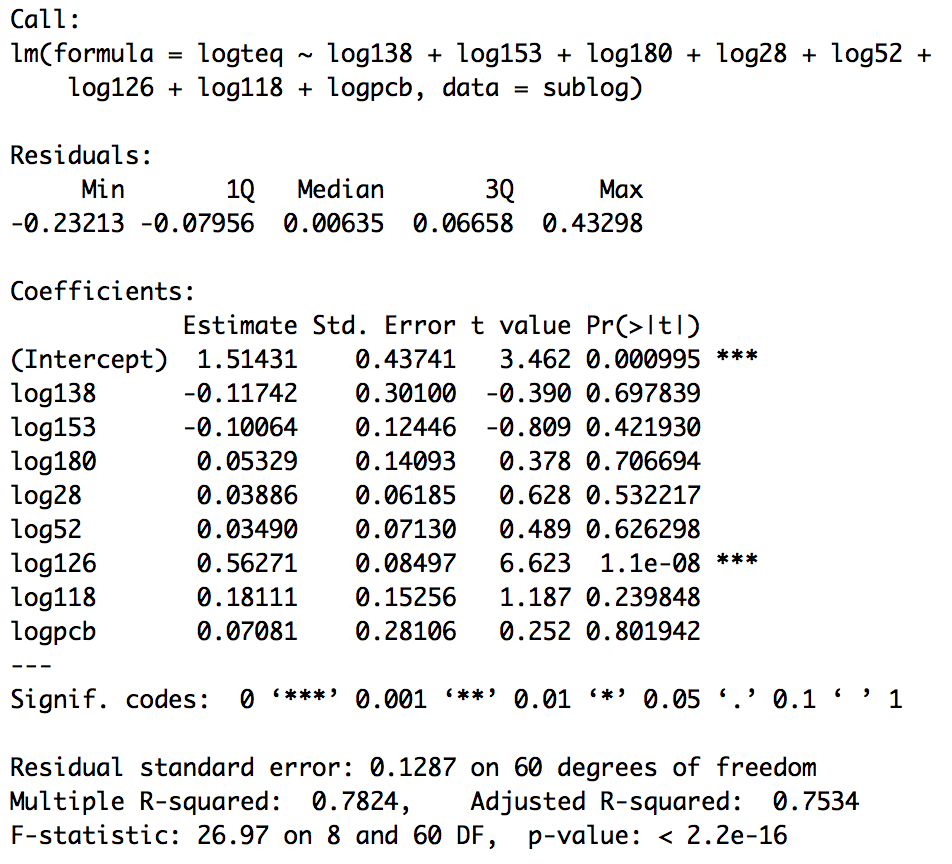 Call:
lm(formula = logteq ~ log138 + log153 + log180 + log28 + log52 +
    log126 + log118 + logpcb, data = sublog)

Residuals:
     Min       1Q   Median       3Q      Max
-0.23213 -0.07956  0.00635  0.06658  0.43298

Coefficients:
            Estimate Std. Error t value Pr(>|t|)
(Intercept)  1.51431    0.43741   3.462 0.000995 ***
log138      -0.11742    0.30100  -0.390 0.697839
log153      -0.10064    0.12446  -0.809 0.421930
log180       0.05329    0.14093   0.378 0.706694
log28        0.03886    0.06185   0.628 0.532217
log52        0.03490    0.07130   0.489 0.626298
log126       0.56271    0.08497   6.623  1.1e-08 ***
log118       0.18111    0.15256   1.187 0.239848
logpcb       0.07081    0.28106   0.252 0.801942
---
Signif. codes:  0 ‘***’ 0.001 ‘**’ 0.01 ‘*’ 0.05 ‘.’ 0.1 ‘ ’ 1

Residual standard error: 0.1287 on 60 degrees of freedom
Multiple R-squared:  0.7824,    Adjusted R-squared:  0.7534
F-statistic: 26.97 on 8 and 60 DF,  p-value: < 2.2e-16